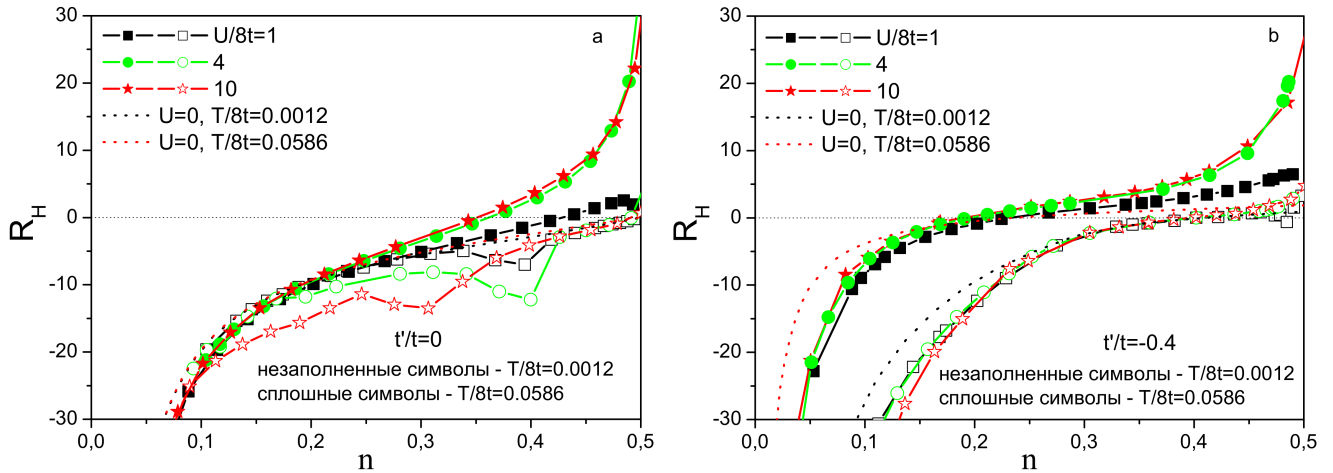 30
20
10
0
-10
-20
-30
R_H
U/8t=1
4
10
U=0, T/8t=0.0012
U=0, T/8t=0.0586
a
t'/t=0
незаполненные символы - T/8t=0.0012
сплошные символы - T/8t=0.0586
0,0 0,1 0,2 0,3 0,4 0,5
n
30
20
10
0
-10
-20
-30
R_H
U/8t=1
4
10
U=0, T/8t=0.0012
U=0, T/8t=0.0586
b
t'/t=-0.4
незаполненные символы - T/8t=0.0012
сплошные символы - T/8t=0.0586
0,0 0,1 0,2 0,3 0,4 0,5
n